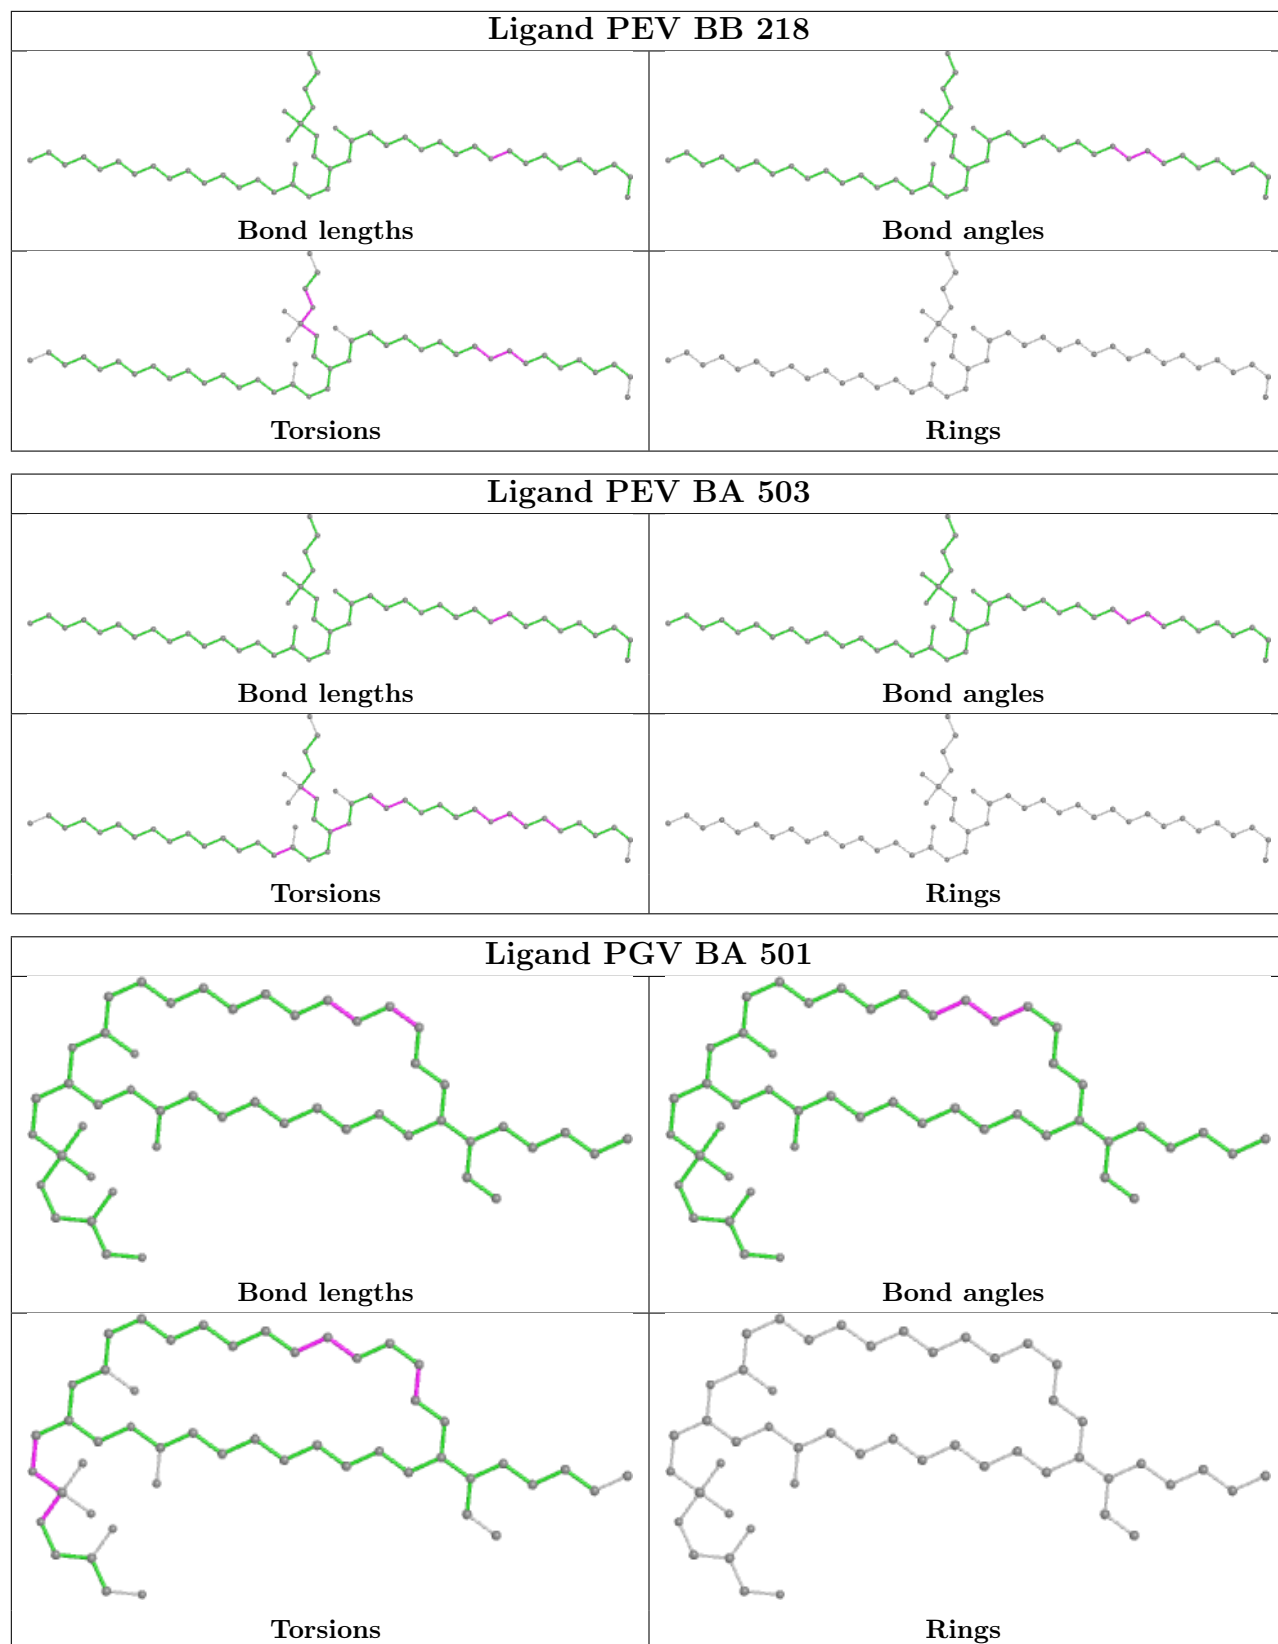 Ligand PEV BB 218
Bond lengths
Bond angles
Torsions
Rings
Ligand PEV BA 503
Bond lengths
Bond angles
Torsions
Rings
Ligand PGV BA 501
Bond lengths
Bond angles
Torsions
Rings